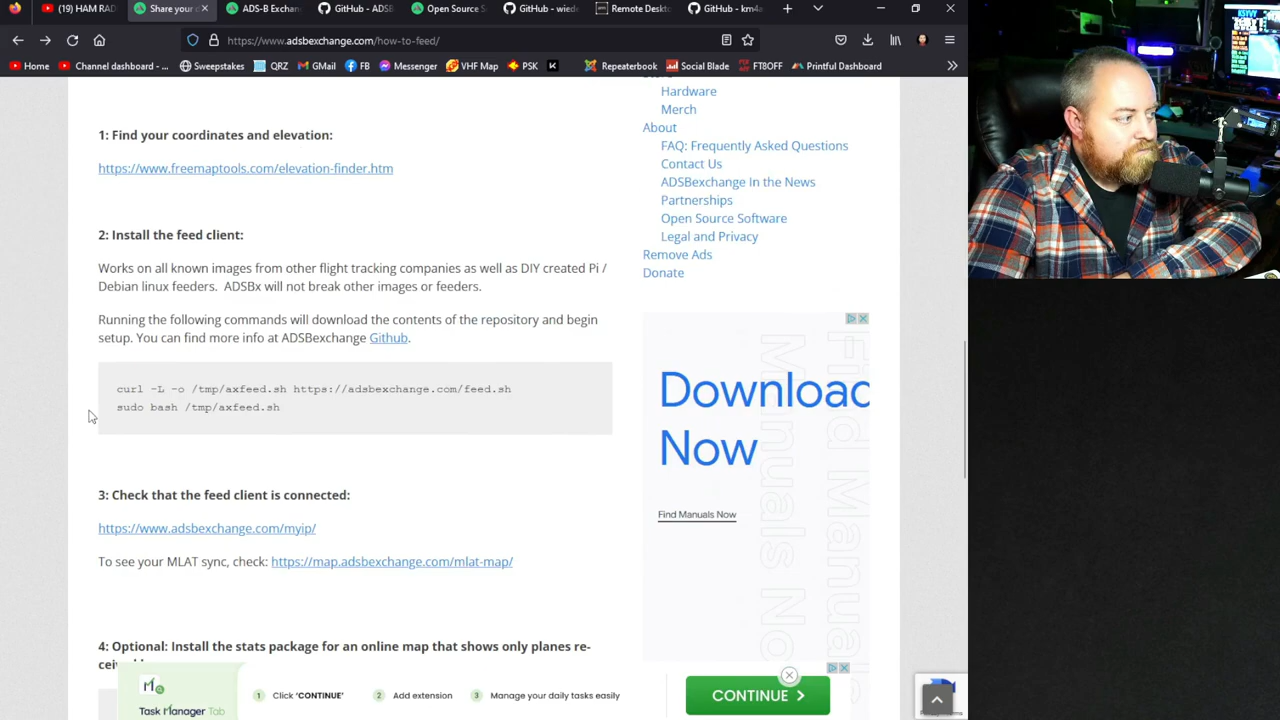 (19) HAM RAD
Share your c
ADS-B Exchan
GitHub - ADSB
Open Source S
GitHub - wiede
Remote Deskto
GitHub - km4a
https://www.adsbexchange.com/how-to-feed/
Home
Channel dashboard - ...
Sweepstakes
QRZ
GMail
FB
Messenger
HF Map
PSK
Repeaterbook
Social Blade
FT8OFF
Printful Dashboard
1: Find your coordinates and elevation:
https://www.freemaptools.com/elevation-finder.htm
2: Install the feed client:
Works on all known images from other flight tracking companies as well as DIY created Pi /
Debian linux feeders. ADSBx will not break other images or feeders.
Running the following commands will download the contents of the repository and begin
setup. You can find more info at ADSBexchange Github.
curl -L -o /tmp/axfeed.sh https://adsbexchange.com/feed.sh
sudo bash /tmp/axfeed.sh
3: Check that the feed client is connected:
https://www.adsbexchange.com/myip/
To see your MLAT sync, check: https://map.adsbexchange.com/mlat-map/
4: Optional: Install the stats package for an online map that shows only planes re-
Hardware
Merch
About
FAQ: Frequently Asked Questions
Contact Us
ADSBexchange In the News
Partnerships
Open Source Software
Legal and Privacy
Remove Ads
Donate
Download
Now
Find Manuals Now
Find Manuals No
Task Manager Tab
1 Click 'CONTINUE'
2 Add extension
3 Manage your daily tasks easily
CONTINUE
KSYVY